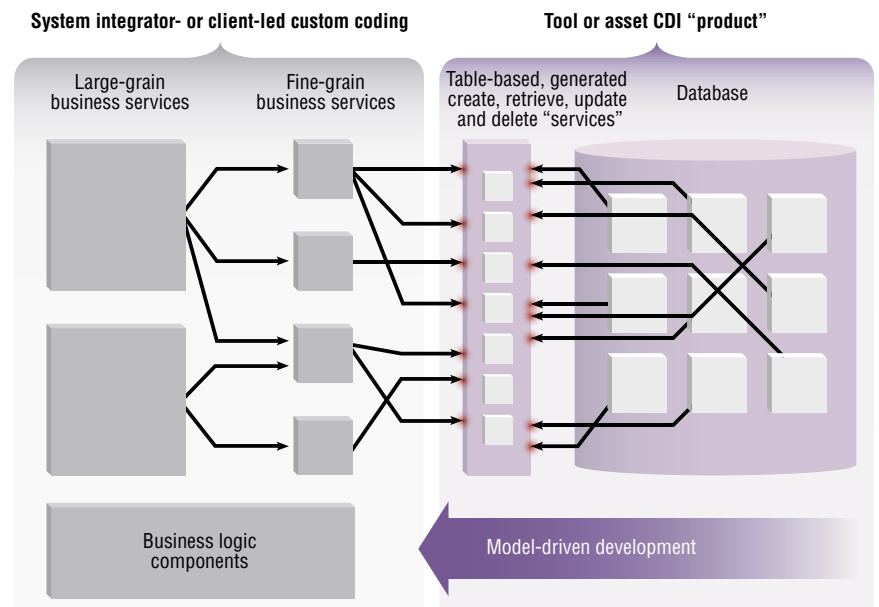 System integrator- or client-led custom coding
Tool or asset CDI “product”
Large-grain
business services
Fine-grain
business services
Table-based, generated
create, retrieve, update
and delete “services”
Database
Business logic
components
Model-driven development